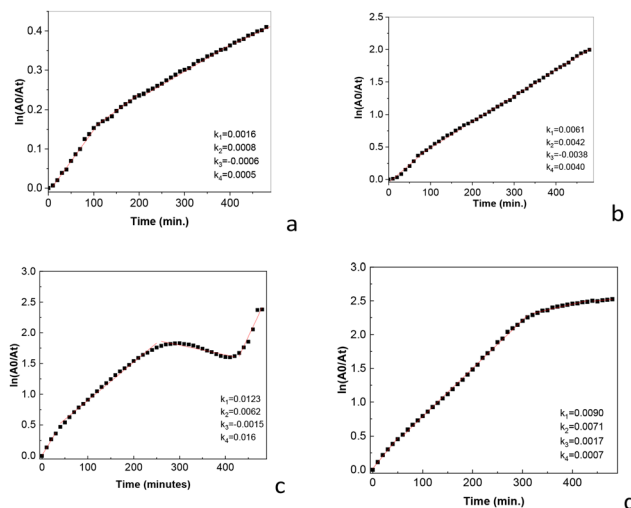 ln(A0/At)
0.4
0.3
0.2
0.1
0.0
0
100
200
300
400
Time (min.)
k₁=0.0016
k₂=0.0008
k₃=-0.0006
k₄=0.0005
a
ln(A0/At)
2.5
2.0
1.5
1.0
0.5
0.0
0
100
200
300
400
Time (min.)
k₁=0.0061
k₂=0.0042
k₃=-0.0038
k₄=0.0040
b
ln(A0/At)
3.0
2.5
2.0
1.5
1.0
0.5
0.0
0
100
200
300
400
Time (minutes)
k₁=0.0123
k₂=0.0062
k₃=-0.0015
k₄=0.016
c
ln(A0/At)
3.0
2.5
2.0
1.5
1.0
0.5
0.0
0
100
200
300
400
Time (min.)
k₁=0.0090
k₂=0.0071
k₃=0.0017
k₄=0.0007